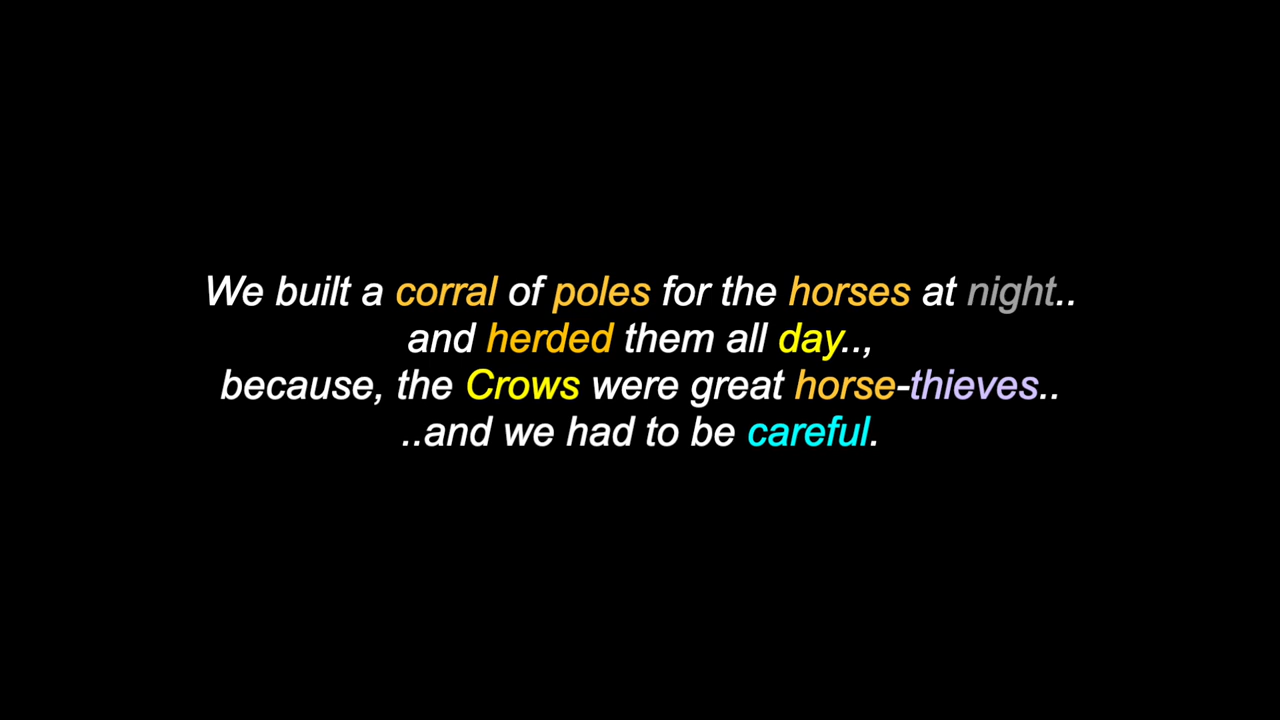 We built a corral of poles for the horses at night..
and herded them all day..,
because, the Crows were great horse-thieves..
..and we had to be careful.